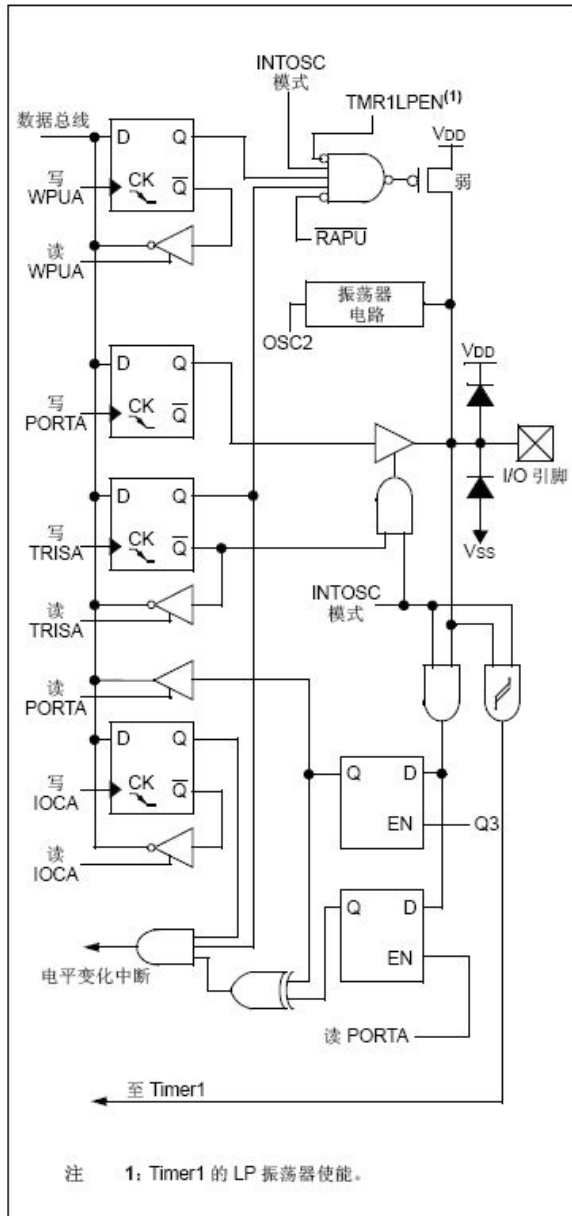 INTOSC
模式
TMR1LPEN(1)
数据总线
VDD
D Q
写
WPUA
CK Q
弱
读
WPUA
RAPU
振荡器
电路
OSC2
VDD
D Q
写
PORTA
CK Q
I/O 引脚
D Q
写
TRISA
CK Q
VSS
INTOSC
模式
读
TRISA
读
PORTA
D Q
Q D
写
IOCA
CK Q
EN
Q3
读
IOCA
Q D
EN
电平变化中断
读 PORTA
至 Timer1
注 1: Timer1 的 LP 振荡器使能。